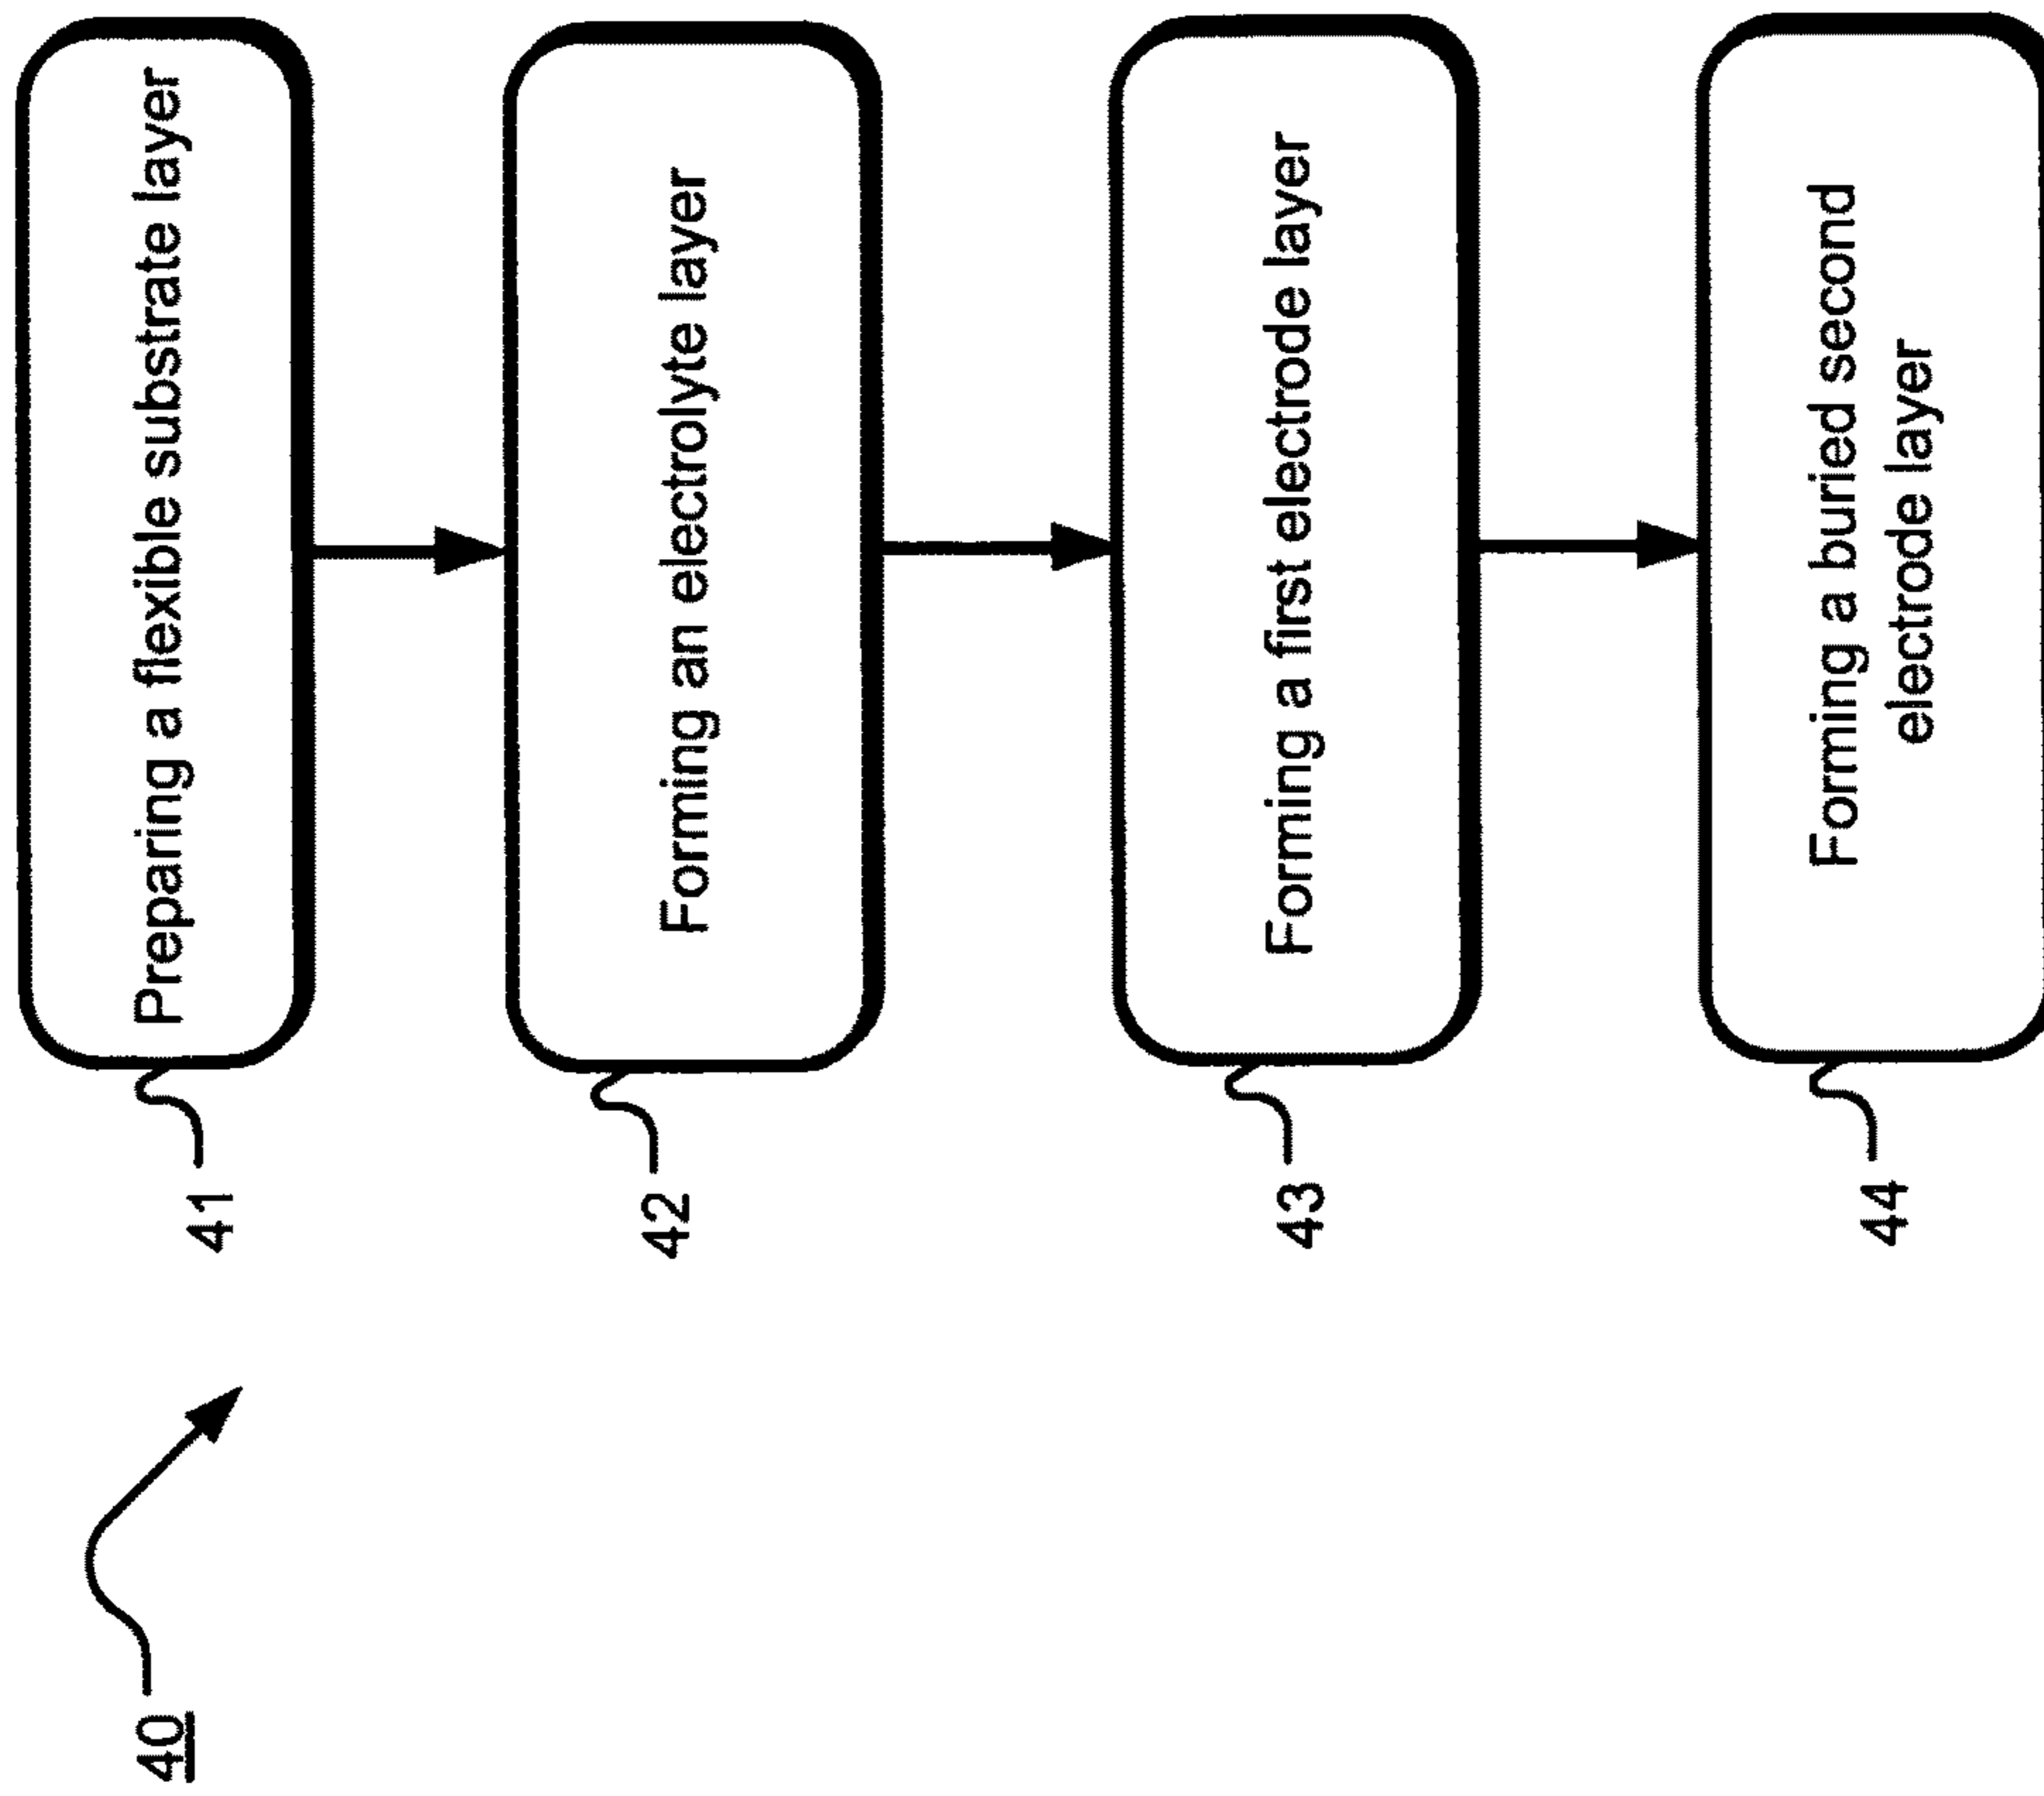 40
41
Preparing a flexible substrate layer
42
Forming an electrolyte layer
43
Forming a first electrode layer
44
Forming a buried second
electrode layer